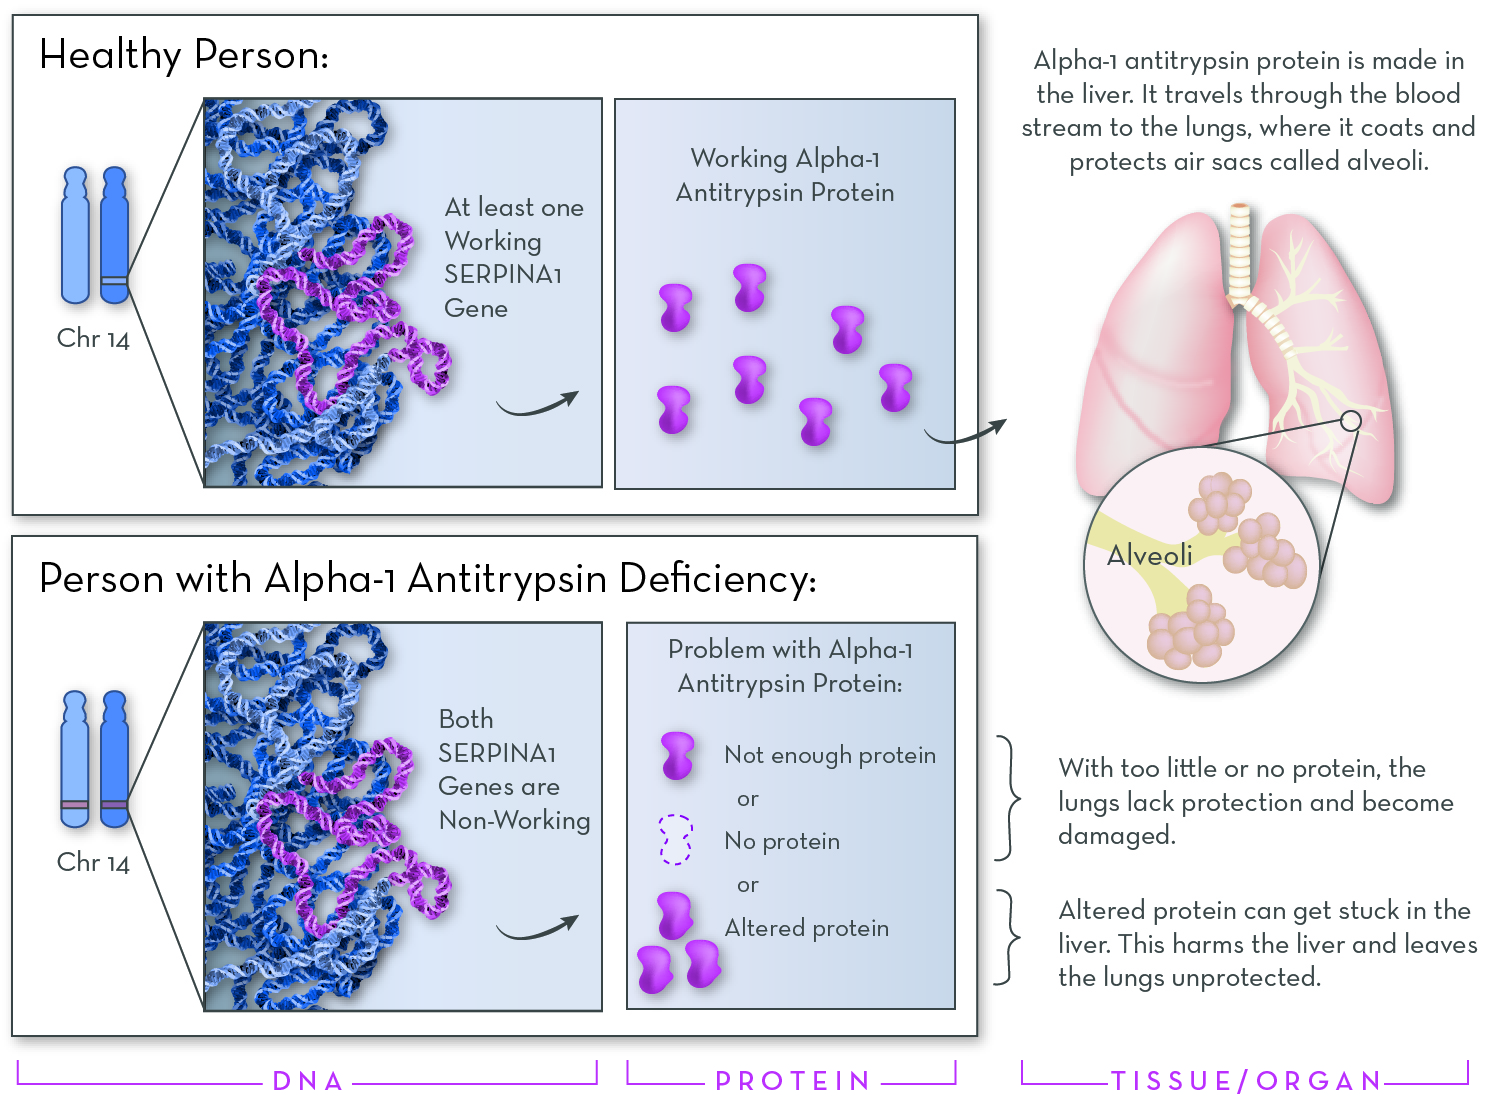 Healthy Person:
Chr 14
At least one
Working
SERPINA1
Gene
Working Alpha-1
Antitrypsin Protein
Alpha-1 antitrypsin protein is made in
the liver. It travels through the blood
stream to the lungs, where it coats and
protects air sacs called alveoli.
Alveoli
Person with Alpha-1 Antitrypsin Deficiency:
Chr 14
Both
SERPINA1
Genes are
Non-Working
Problem with Alpha-1
Antitrypsin Protein:
Not enough protein
or
No protein
or
Altered protein
With too little or no protein, the
lungs lack protection and become
damaged.
Altered protein can get stuck in the
liver. This harms the liver and leaves
the lungs unprotected.
DNA
PROTEIN
TISSUE/ORGAN